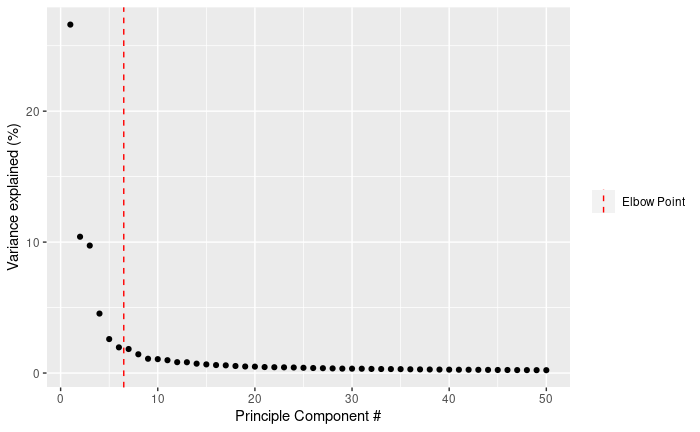 Variance explained (%)
20
10
0
0 10 20 30 40 50
Principle Component #
Elbow Point